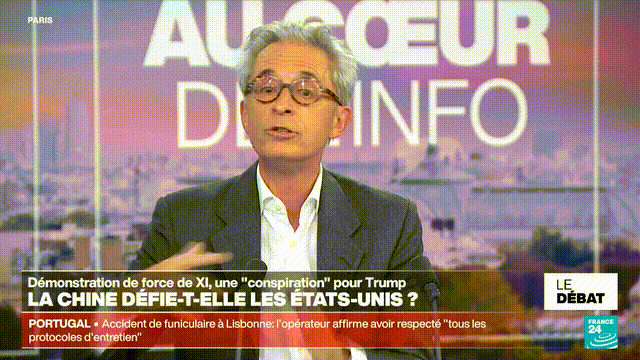 PARIS
AU CŒUR
DE L'INFO
Démonstration de force de XI, une "conspiration" pour Trump
LA CHINE DÉFIE-T-ELLE LES ÉTATS-UNIS ?
LE
DÉBAT
PORTUGAL • Accident de funiculaire à Lisbonne: l'opérateur affirme avoir respecté "tous les
protocoles d'entretien"
FRANCE
24